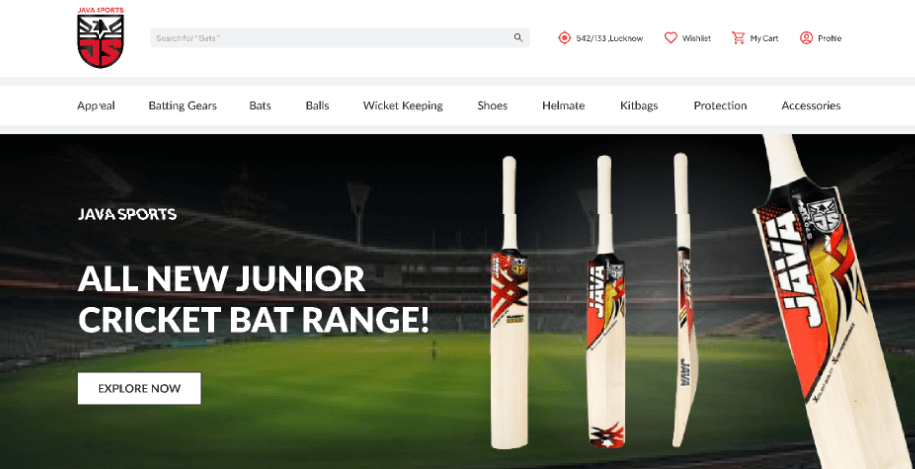 JAVA SPORTS
JS
Search for "Bats"
542/133 ,Lucknow
Wishlist
My Cart
Profile
Appreal
Batting Gears
Bats
Balls
Wicket Keeping
Shoes
Helmate
Kitbags
Protection
Accessories
JAVA SPORTS
ALL NEW JUNIOR
CRICKET BAT RANGE!
EXPLORE NOW
JAVA
JAVA
JAVA